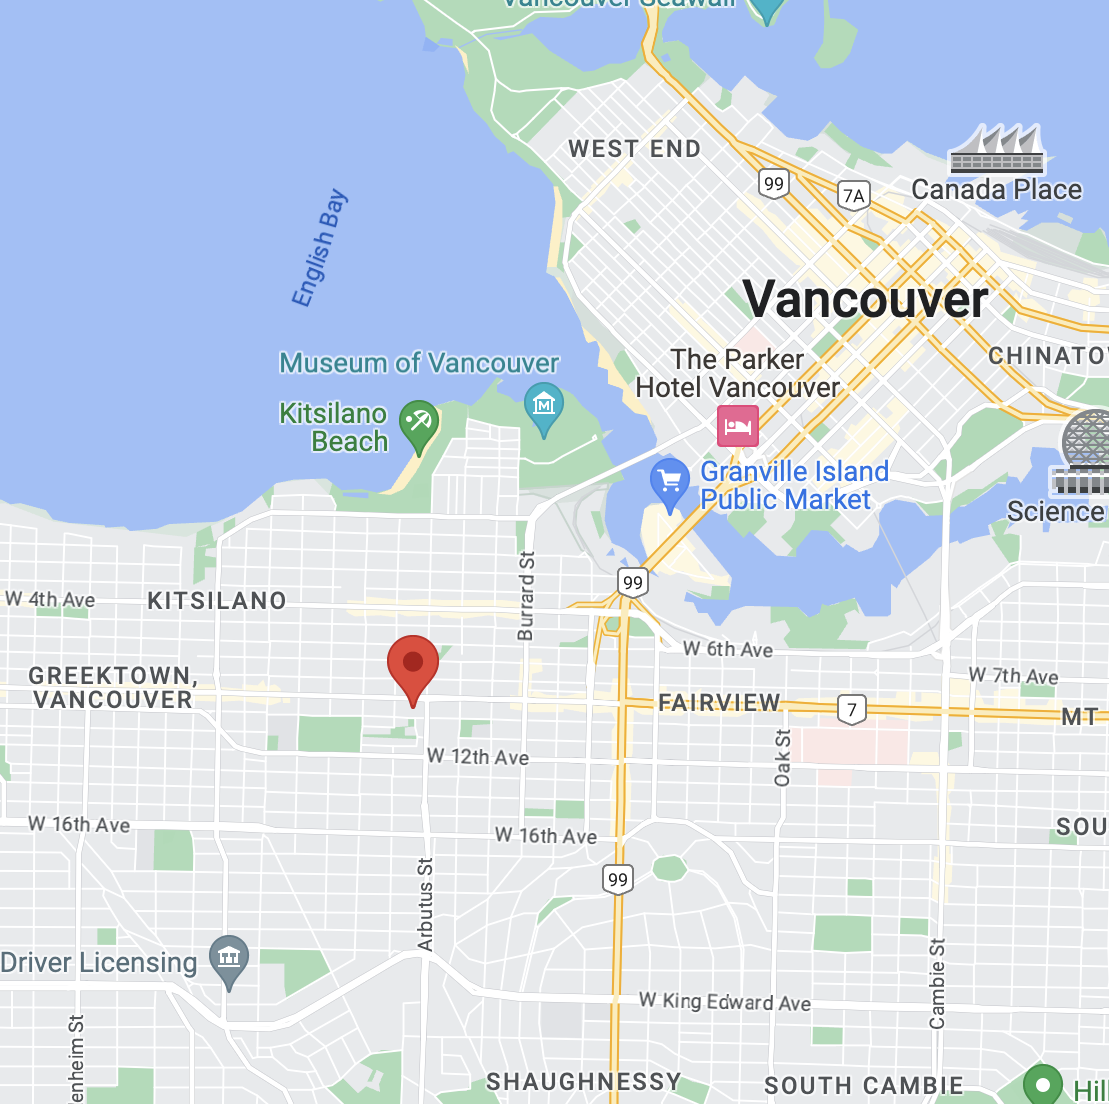 Vancouver Seawall
WEST END
99
7A
Canada Place
English Bay
Vancouver
CHINATO
The Parker
Hotel Vancouver
Museum of Vancouver
Kitsilano
Beach
Granville Island
Public Market
Science
99
Burrard St
W 4th Ave
KITSILANO
W 6th Ave
W 7th Ave
GREEKTOWN,
VANCOUVER
FAIRVIEW
7
MT
Oak St
W 12th Ave
W 16th Ave
W 16th Ave
SOU
99
Arbutus St
Driver Licensing
Cambie St
W King Edward Ave
enheim St
SHAUGHNESSY
SOUTH CAMBIE
Hill